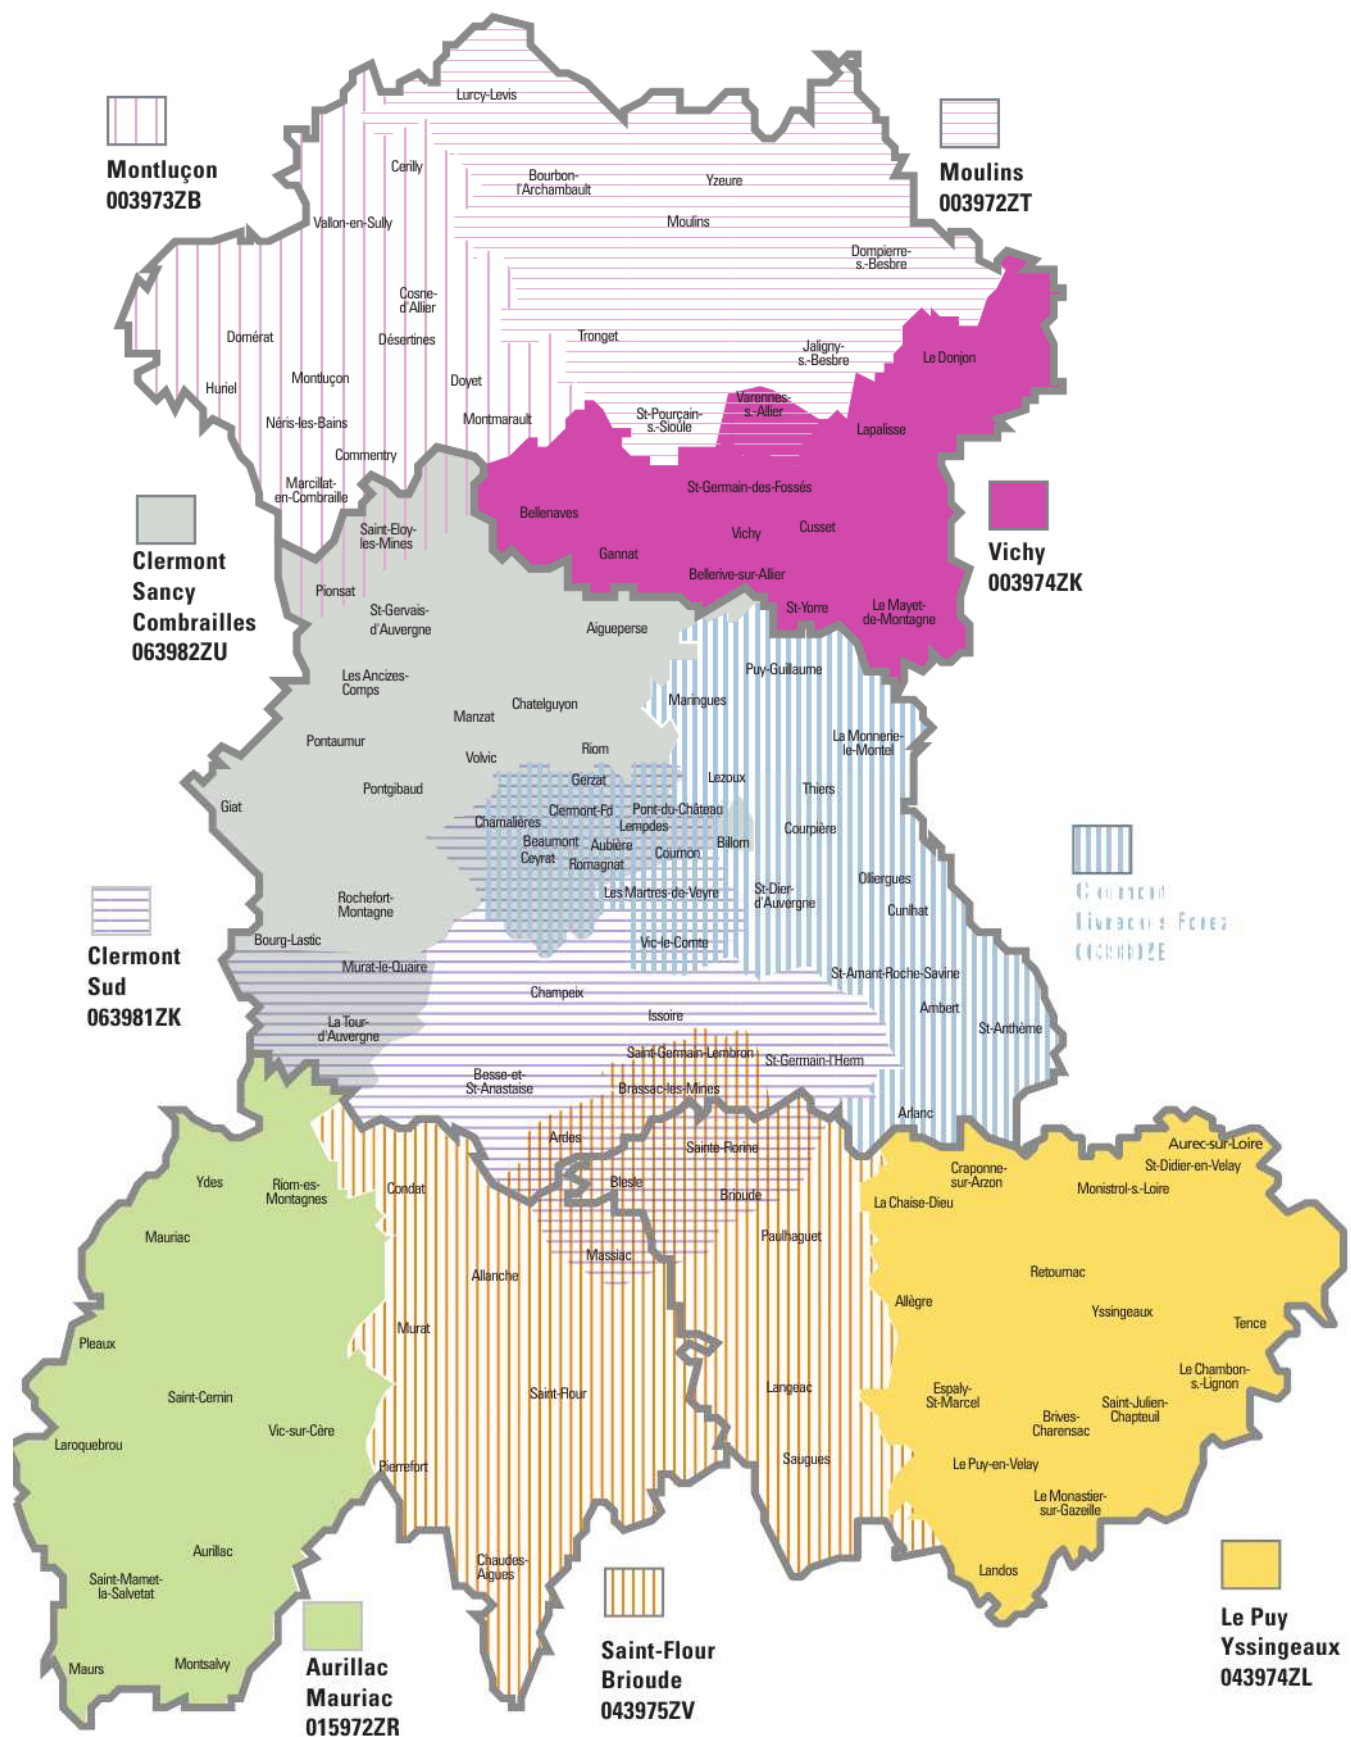 Lurcy-Levis
Montluçon
003973ZB
Moulins
003972ZT
Cerilly
Bourbon-
l'Archambault
Yzeure
Vallon-en-Sully
Moulins
Dompierre-
s.-Besbre
Cosne-
d'Allier
Domérat
Désertines
Tronget
Jaligny-
s.-Besbre
Le Donjon
Huriel
Montluçon
Doyet
Varennes-
s.-Allier
Néris-les-Bains
Montmarault
St-Pourçain-
s.-Sioule
Lapalisse
Commentry
Marcillat-
en-Combraille
St-Germain-des-Fossés
Bellenaves
Saint-Eloy-
les-Mines
Vichy
Cusset
Gannat
Bellerive-sur-Allier
Vichy
003974ZK
Clermont
Sancy
Combrailles
063982ZU
Pionsat
St-Gervais-
d'Auvergne
Aigueperse
St-Yorre
Le Mayet-
de-Montagne
Les Ancizes-
Comps
Puy-Guillaume
Chatelguyon
Maringues
Manzat
Pontaumur
Volvic
Riom
La Monnerie-
le-Montel
Giat
Pontgibaud
Gerzat
Lezoux
Thiers
Chamalières
Clermont-Fd
Pont-du-Château
Lempdes
Courpière
Beaumont
Aubière
Billom
Ceyrat
Romagnat
Cournon
Rochefort-
Montagne
Les Martres-de-Veyre
St-Dier-
d'Auvergne
Olliergues
Cunlhat
Clermont
Sud
063981ZK
Bourg-Lastic
Vic-le-Comte
Murat-le-Quaire
St-Amant-Roche-Savine
Champeix
Ambert
La Tour-
d'Auvergne
Issoire
St-Anthème
Saint-Germain-Lembron
St-Germain-l'Herm
Besse-et-
St-Anastaise
Brassac-les-Mines
Arlanc
Ardes
Sainte-Florine
Aurec-sur-Loire
St-Didier-en-Velay
Craponne-
sur-Arzon
Monistrol-s.-Loire
Ydes
Riom-es-
Montagnes
Condat
Blesle
Brioude
La Chaise-Dieu
Mauriac
Massiac
Paulhaguet
Allanche
Retournac
Allègre
Yssingeaux
Tence
Pleaux
Murat
Saint-Cernin
Saint-Flour
Langeac
Espaly-
St-Marcel
Le Chambon-
s.-Lignon
Brives-
Charensac
Saint-Julien-
Chapteuil
Laroquebrou
Vic-sur-Cère
Pierrefort
Saugues
Le Puy-en-Velay
Le Monastier-
sur-Gazeille
Aurillac
Saint-Mamet-
la-Salvetat
Chaudes-
Aigues
Landos
Maurs
Montsalvy
Aurillac
Mauriac
015972ZR
Saint-Flour
Brioude
043975ZV
Le Puy
Yssingeaux
043974ZL